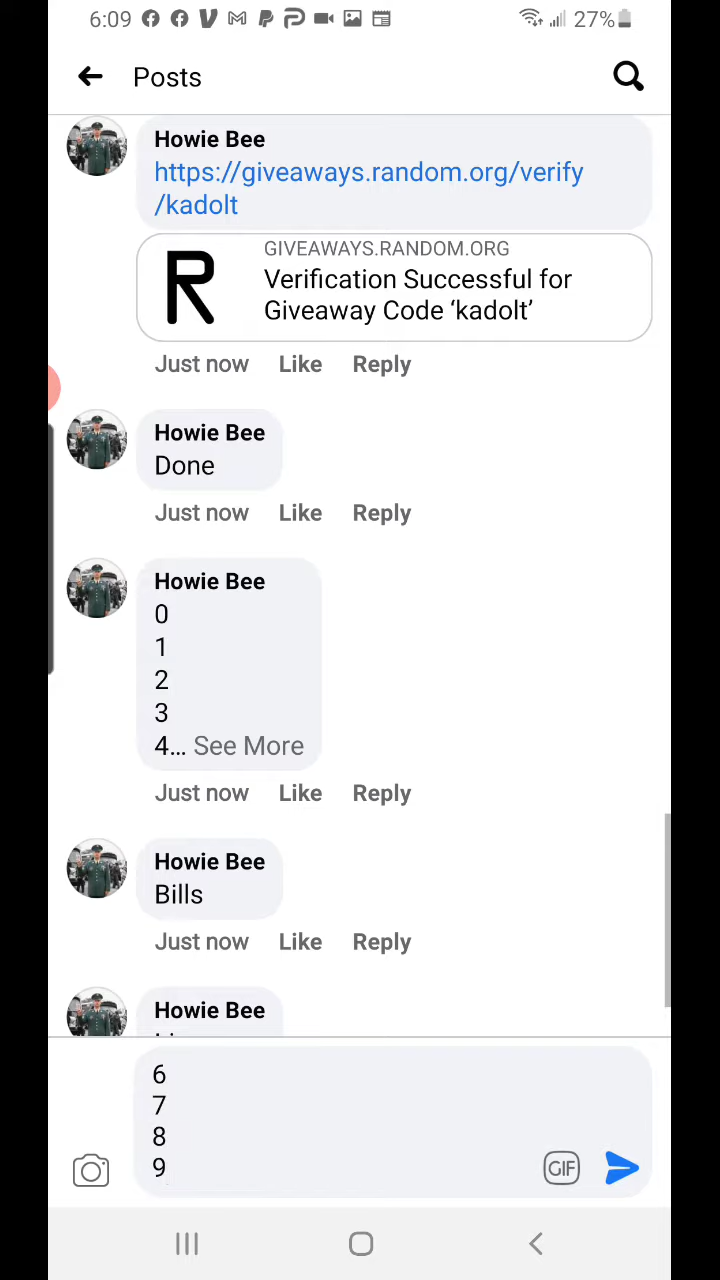 6:09 27%
Posts
Howie Bee
https://giveaways.random.org/verify
/kadolt
GIVEAWAYS.RANDOM.ORG
R
Verification Successful for
Giveaway Code ‘kadolt’
Just now Like Reply
Howie Bee
Done
Just now Like Reply
Howie Bee
0
1
2
3
4... See More
Just now Like Reply
Howie Bee
Bills
Just now Like Reply
Howie Bee
6
7
8
9
GIF